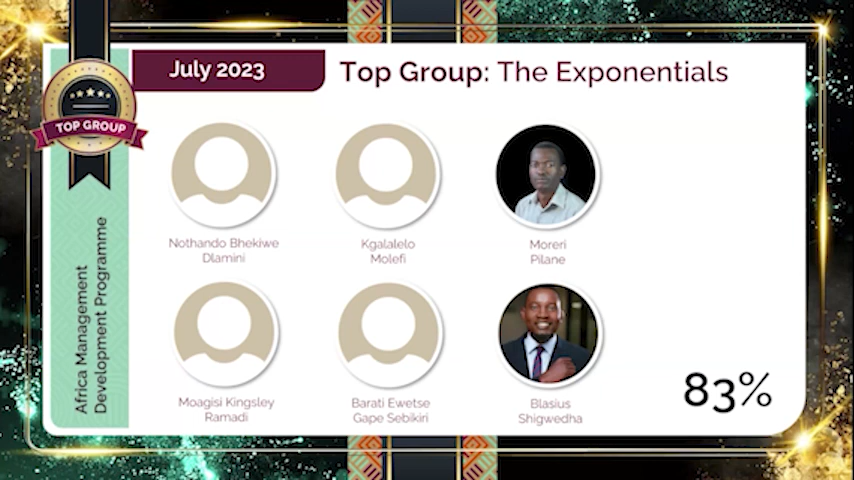 July 2023
Top Group: The Exponentials
TOP GROUP
Africa Management
Development Programme
Nothando Bhekiwe
Dlamini
Kgalalelo
Molefi
Moreri
Pilane
Moagisi Kingsley
Ramadi
Barati Ewetse
Gape Sebikiri
Blasius
Shigwedha
83%